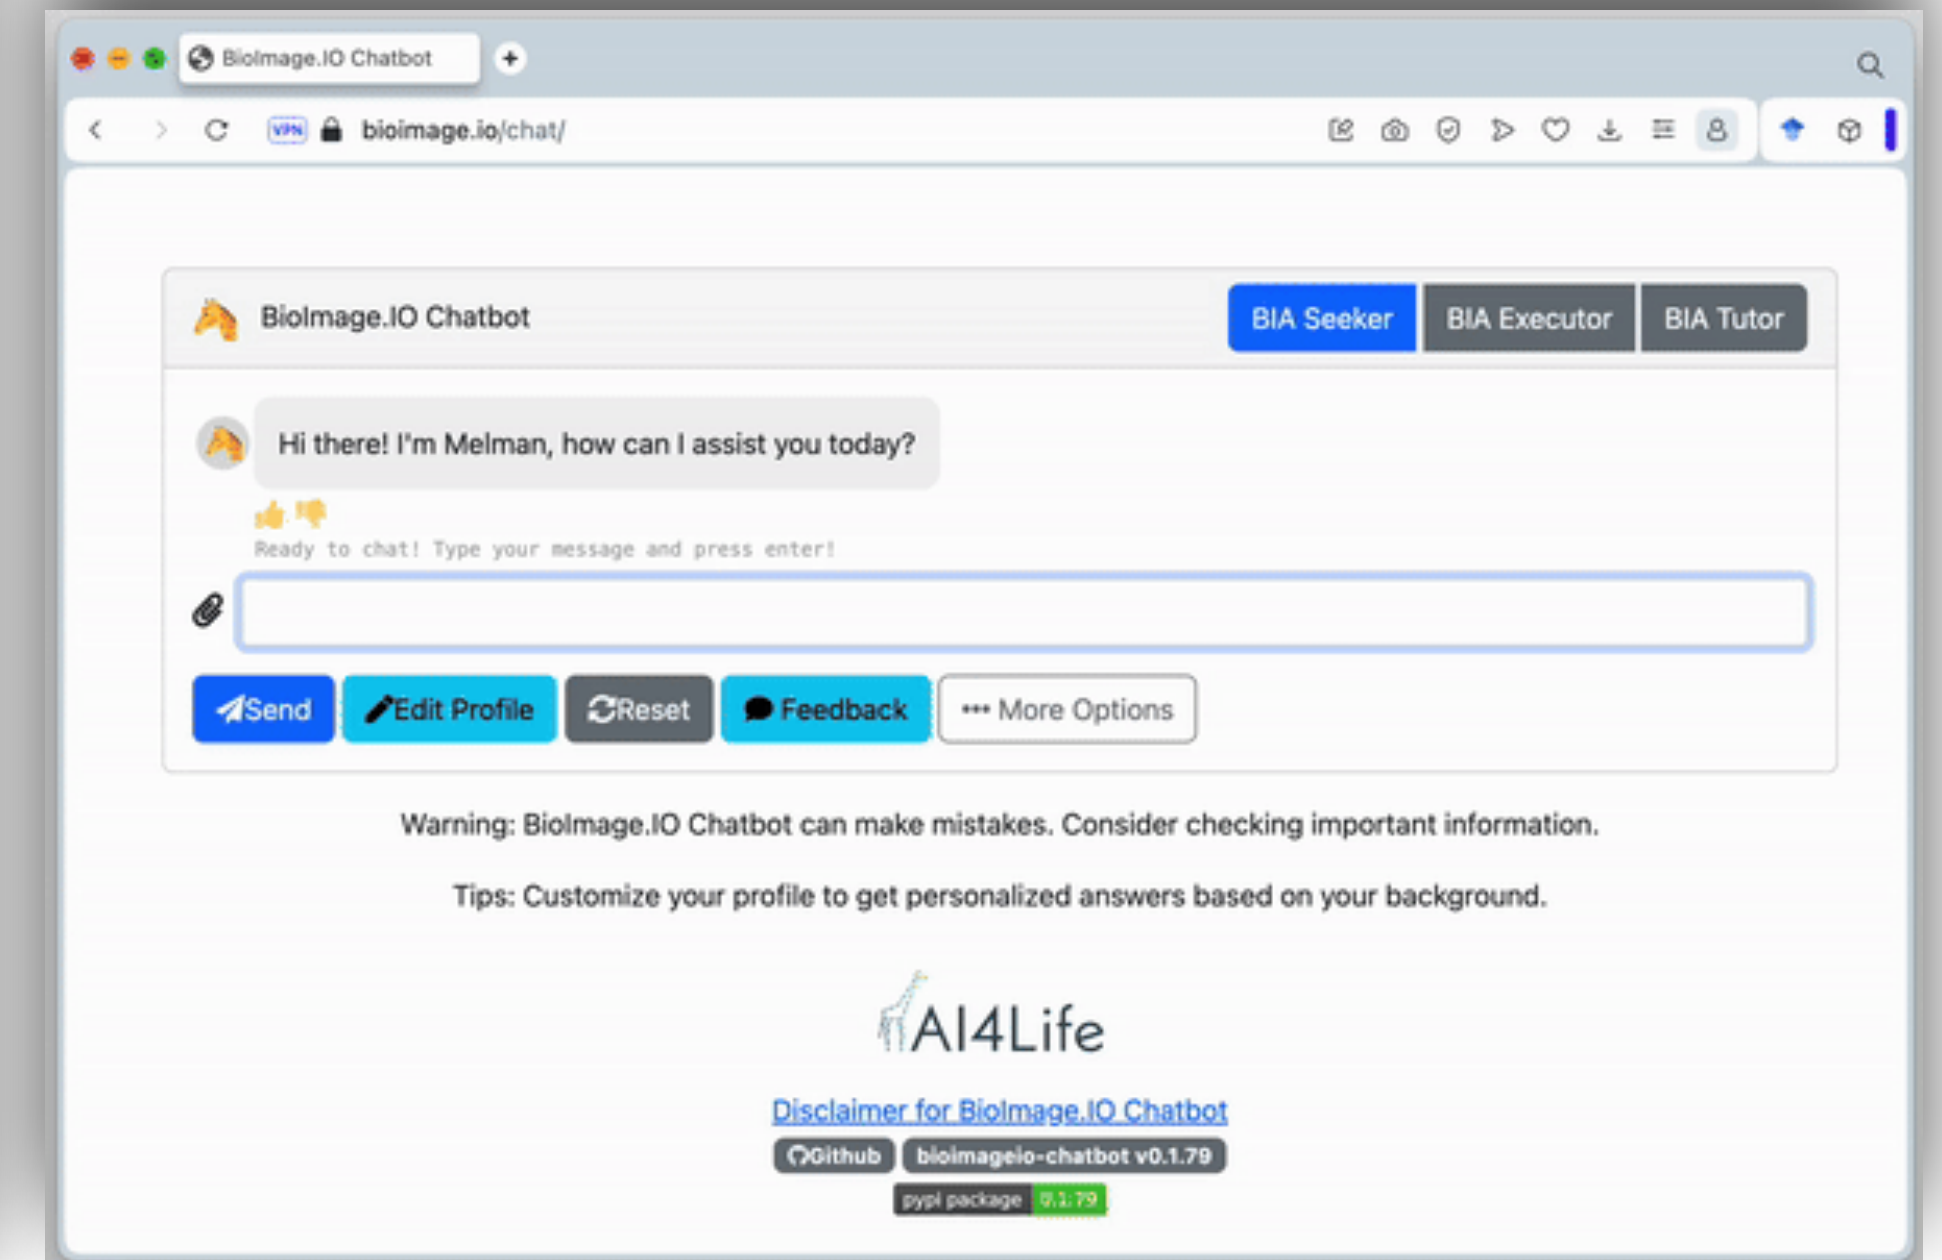 BioImage.IO Chatbot
VPN bioimage.io/chat/
BioImage.IO Chatbot
BIA Seeker BIA Executor BIA Tutor
Hi there! I'm Melman, how can I assist you today?
Ready to chat! Type your message and press enter!
Send Edit Profile Reset Feedback ••• More Options
Warning: BioImage.IO Chatbot can make mistakes. Consider checking important information.
Tips: Customize your profile to get personalized answers based on your background.
AI4Life
Disclaimer for BioImage.IO Chatbot
Github bioimageio-chatbot v0.1.79
pypi package 0.1.79